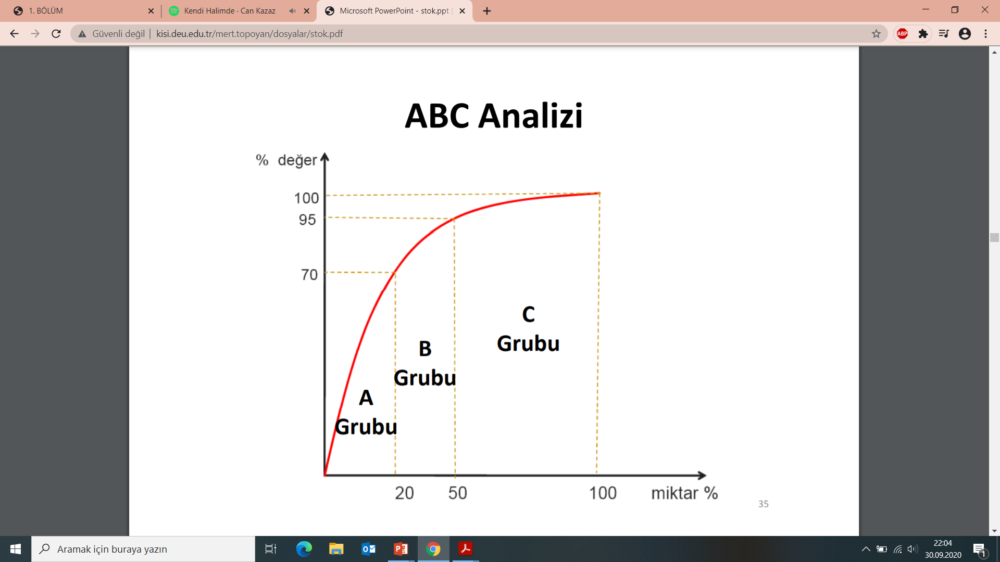 1. BÖLÜM
Kendi Halimde · Can Kazaz
Microsoft PowerPoint - stok.ppt [
Güvenli değil | kisi.deu.edu.tr/mert.topoyan/dosyalar/stok.pdf
ABP
ABC Analizi
% değer
100
95
70
C
Grubu
B
Grubu
A
Grubu
20 50 100 miktar %
35
Aramak için buraya yazın
22:04
30.09.2020
1